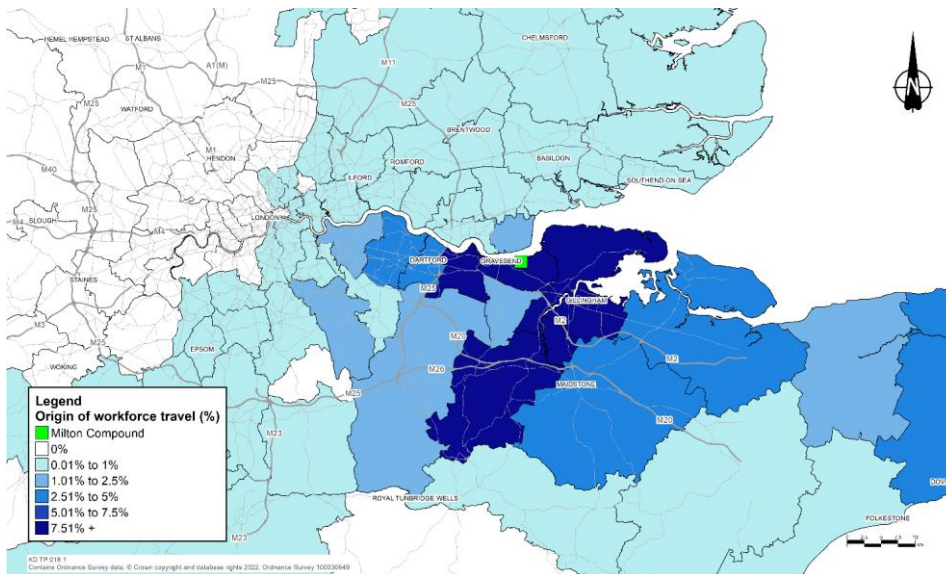 CHELMSFORD
HEMEL HEMPSTEAD
ST ALBANS
M1
A1(M)
M25
M11
M25
M25
WATFORD
BRENTWOOD
M1
HENDON
ROMFORD
BASILDON
ILFORD
M40
SOUTHEND-ON-SEA
M25
SLOUGH
M4
M4
LONDON
STAINES
DARTFORD
GRAVESEND
M25
GILLINGHAM
M3
M2
M20
M25
EPSOM
M26
M2
WOKING
M25
MAIDSTONE
M20
M23
ROYAL TUNBRIDGE WELLS
FOLKESTONE
M23
N
Legend
Origin of workforce travel (%)
Milton Compound
0%
0.01% to 1%
1.01% to 2.5%
2.51% to 5%
5.01% to 7.5%
7.51% +
KD TP 018 1
Contains Ordnance Survey data, © Crown copyright and database rights 2022, Ordnance Survey 100030649